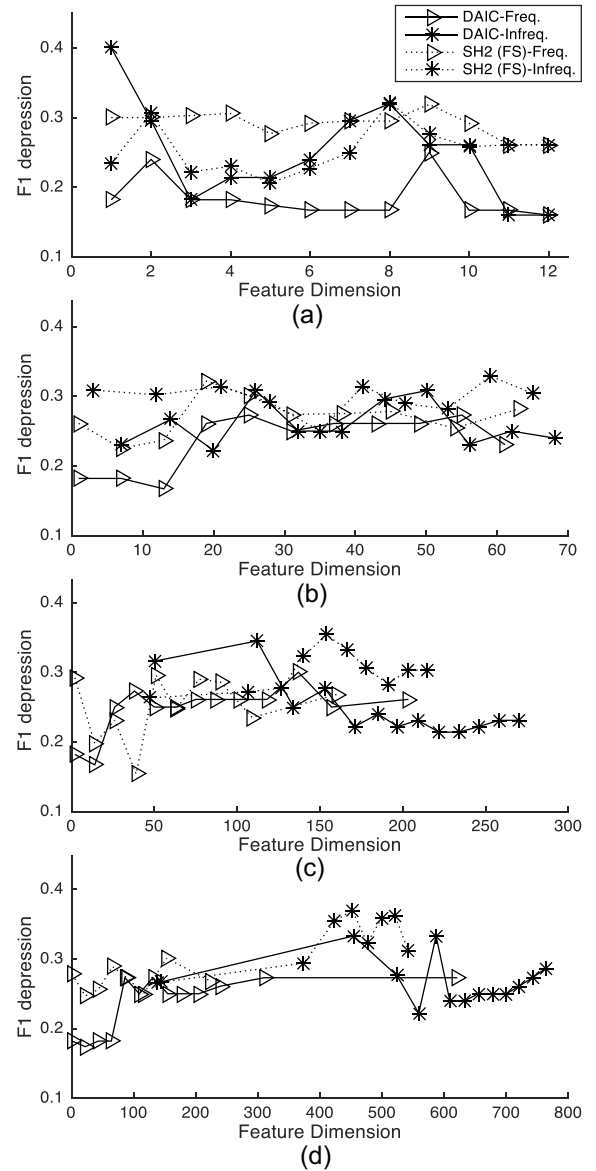 DAIC-Freq.
DAIC-Infreq.
SH2 (FS)-Freq.
SH2 (FS)-Infreq.
F1 depression
0.4
0.3
0.2
0.1
0 2 4 6 8 10 12
Feature Dimension
(a)
F1 depression
0.4
0.3
0.2
0.1
0 10 20 30 40 50 60 70
Feature Dimension
(b)
F1 depression
0.4
0.3
0.2
0.1
0 50 100 150 200 250 300
Feature Dimension
(c)
F1 depression
0.4
0.3
0.2
0.1
0 100 200 300 400 500 600 700 800
Feature Dimension
(d)